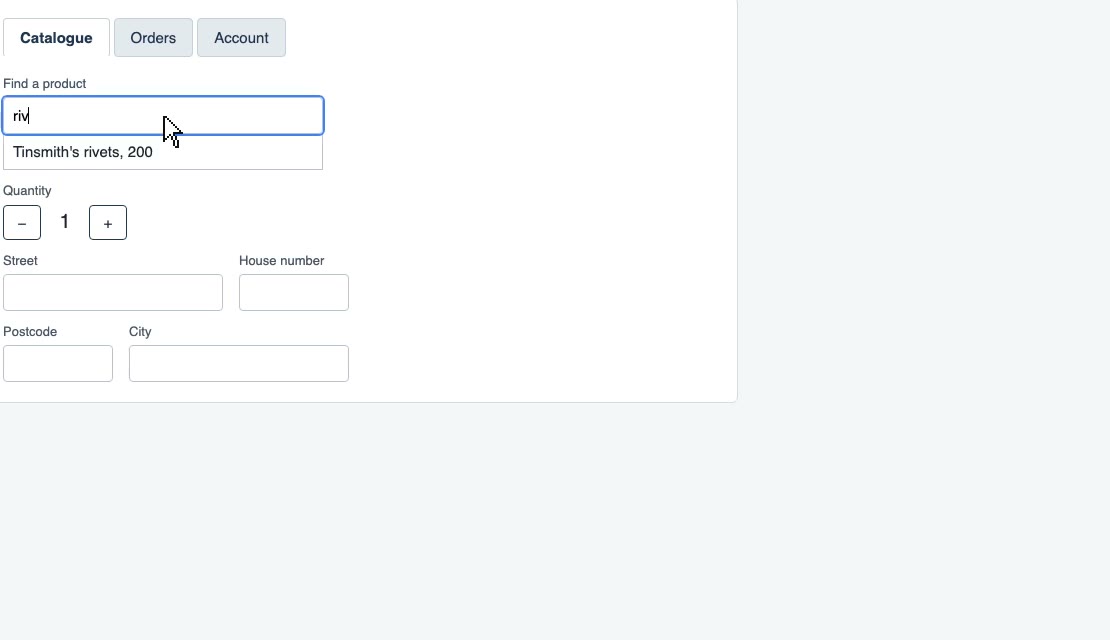 Catalogue Orders Account
Find a product
riv
Tinsmith's rivets, 200
Quantity
– 1 +
Street House number
Postcode City